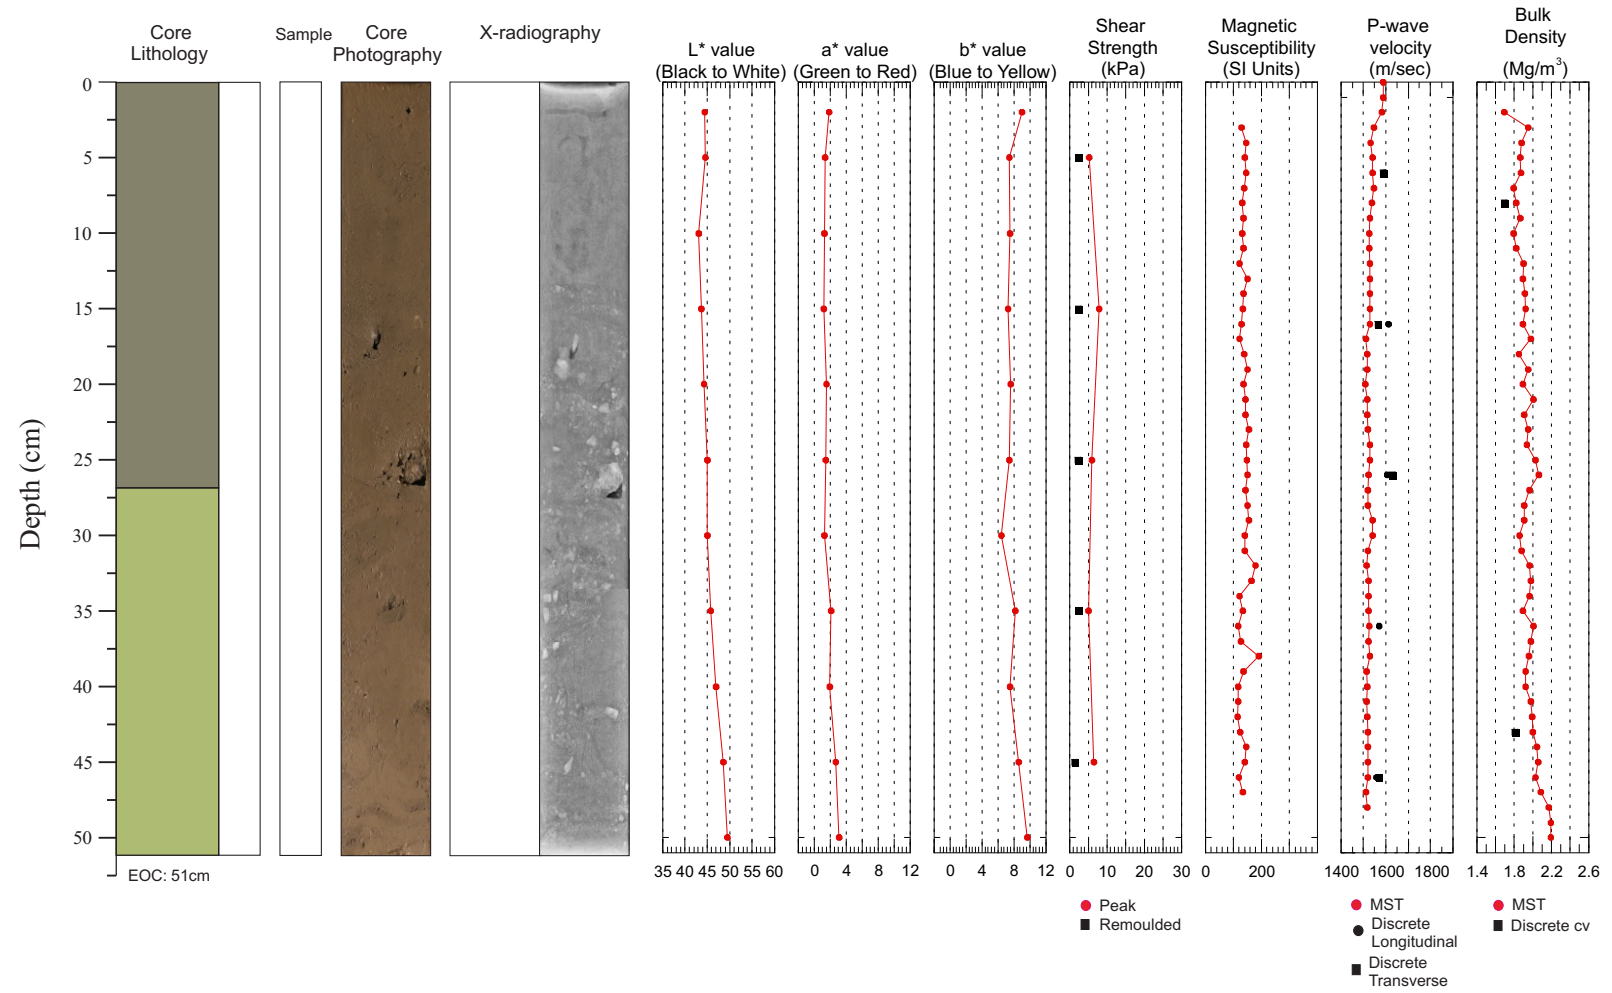 Core
Lithology
Sample
Core
Photography
X-radiography
L* value
(Black to White)
a* value
(Green to Red)
b* value
(Blue to Yellow)
Shear
Strength
(kPa)
Magnetic
Susceptibility
(SI Units)
P-wave
velocity
(m/sec)
Bulk
Density
(Mg/m³)
Depth (cm)
0
5
10
15
20
25
30
35
40
45
50
EOC: 51cm
35 40 45 50 55 60
0 4 8 12
0 4 8 12
0 10 20 30
0 200
1400 1600 1800
1.4 1.8 2.2 2.6
Peak
Remoulded
MST
Discrete
Longitudinal
Discrete
Transverse
MST
Discrete cv